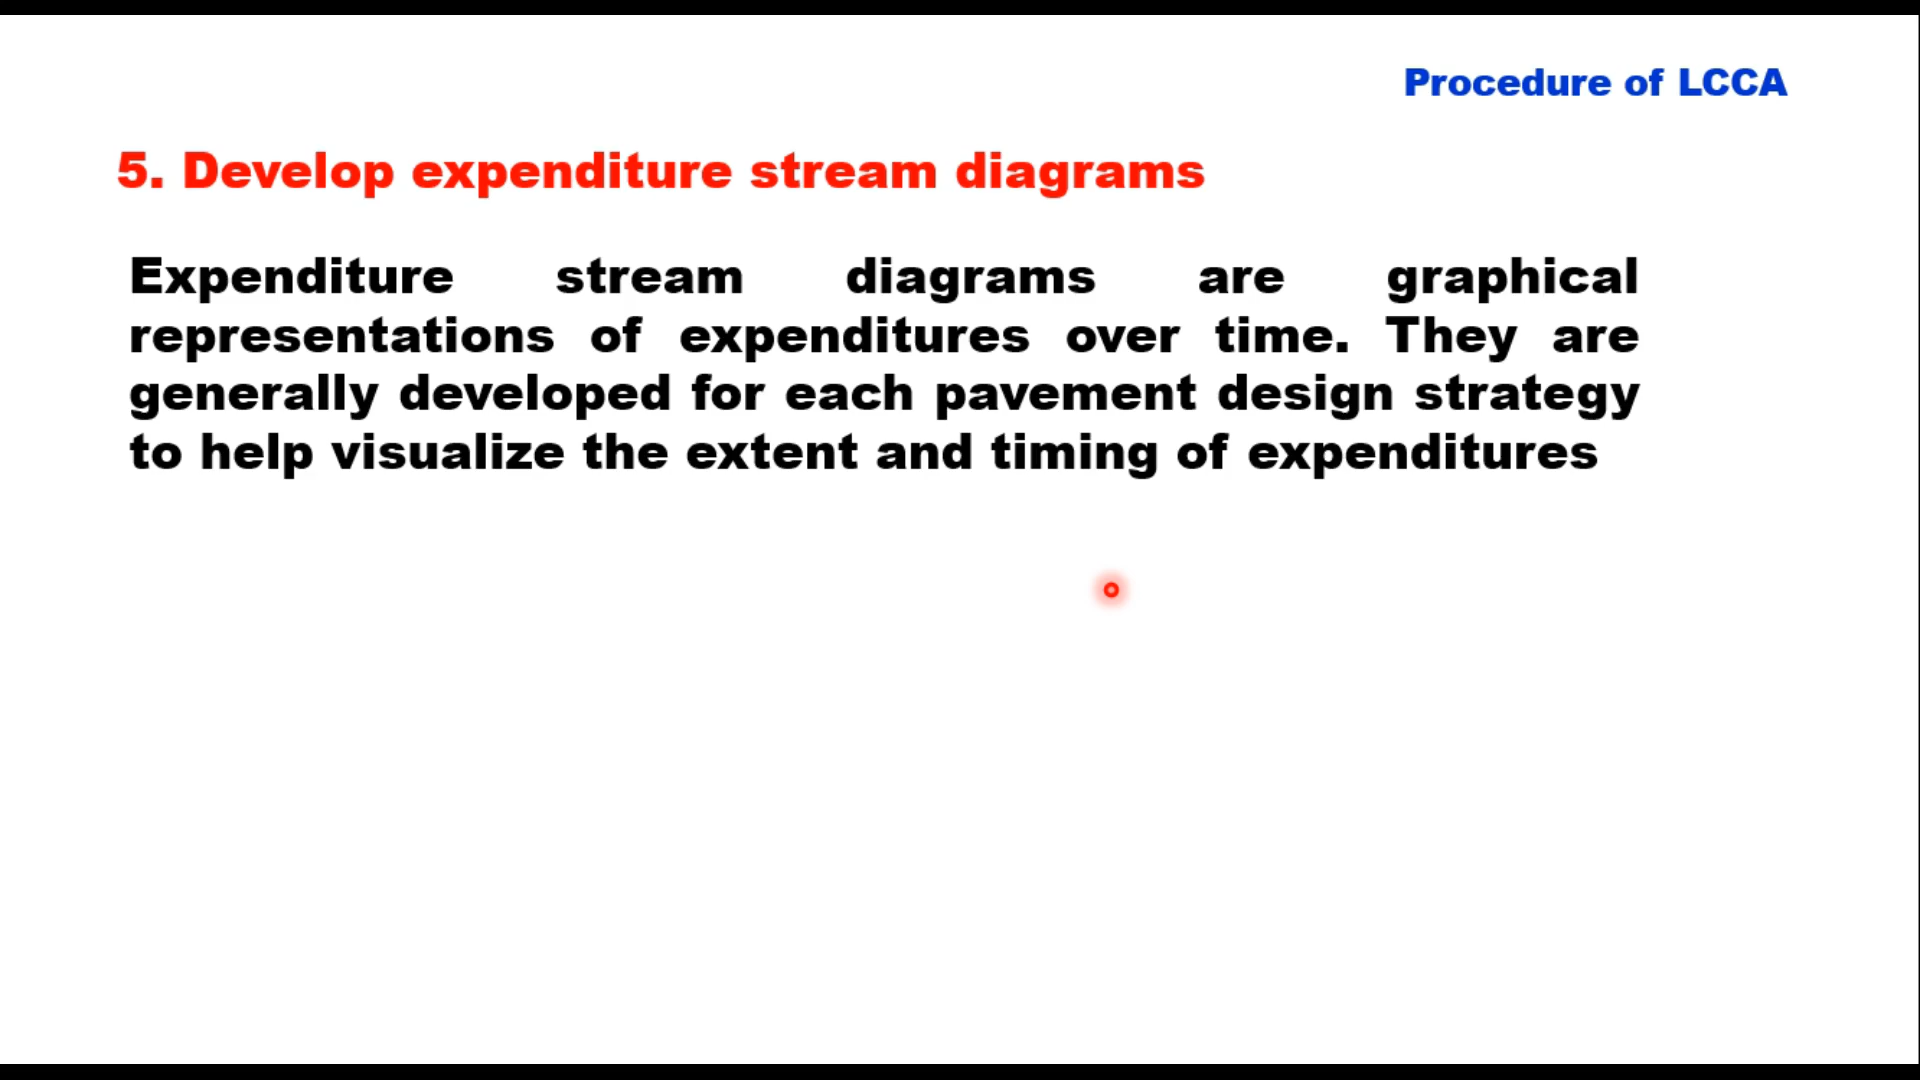 Procedure of LCCA
5. Develop expenditure stream diagrams
Expenditure stream diagrams are graphical
representations of expenditures over time. They are
generally developed for each pavement design strategy
to help visualize the extent and timing of expenditures